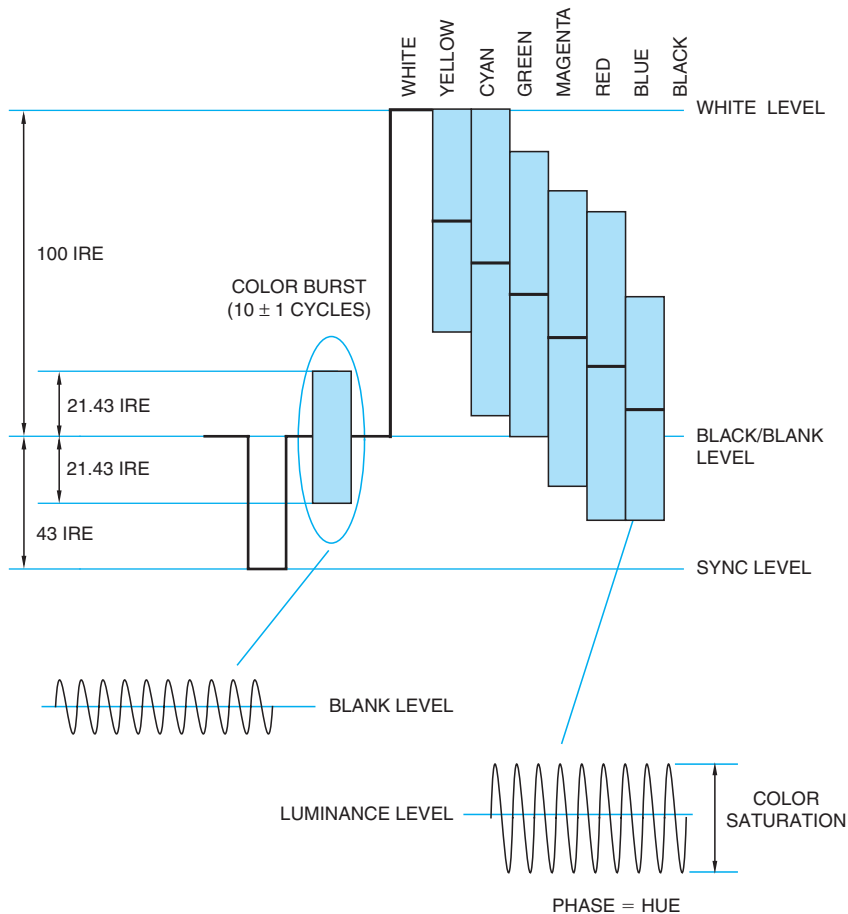 WHITE
YELLOW
CYAN
GREEN
MAGENTA
RED
BLUE
BLACK
WHITE LEVEL
100 IRE
COLOR BURST
(10 ± 1 CYCLES)
21.43 IRE
BLACK/BLANK
LEVEL
21.43 IRE
43 IRE
SYNC LEVEL
BLANK LEVEL
LUMINANCE LEVEL
COLOR
SATURATION
PHASE = HUE